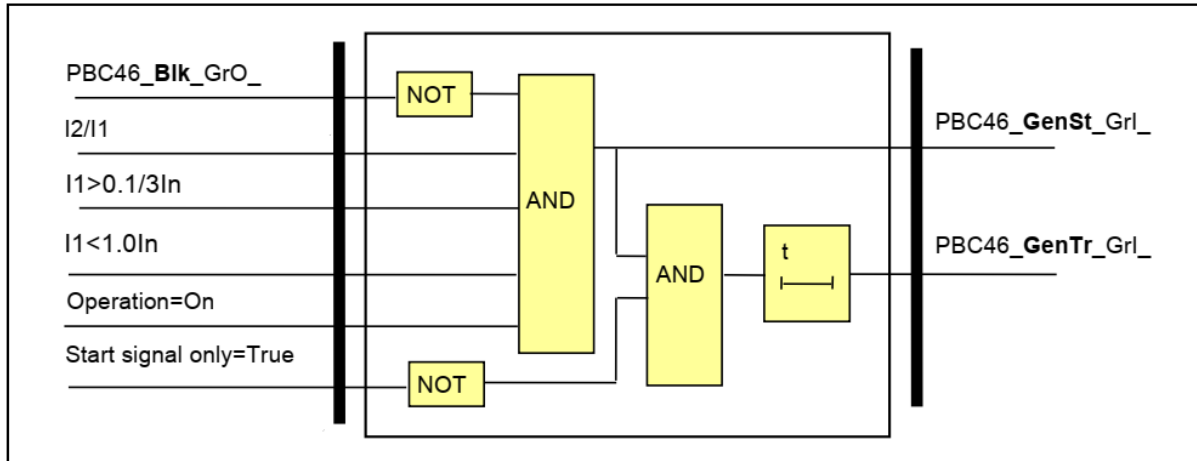 PBC46_Blk_GrO_
NOT
I2/I1
I1>0.1/3In
I1<1.0In
Operation=On
Start signal only=True
NOT
AND
AND
t
PBC46_GenSt_GrI_
PBC46_GenTr_GrI_